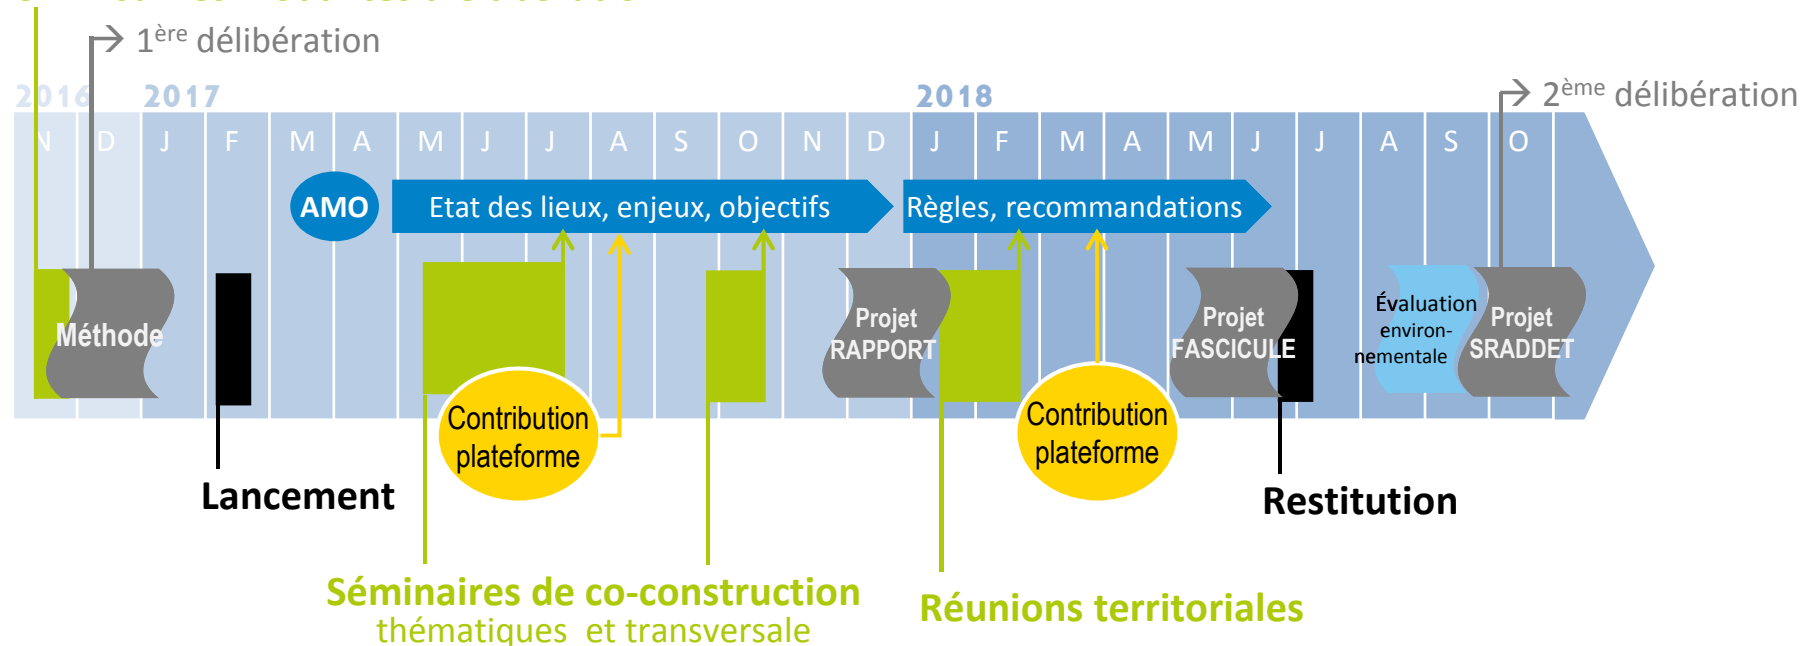 1ère délibération
2016 2017 2018
2ème délibération
N D J F M A M J J A S O N D J F M A M J J A S O
AMO
Etat des lieux, enjeux, objectifs
Règles, recommandations
Méthode
Projet
RAPPORT
Projet
FASCICULE
Évaluation
environ-
nementale
Projet
SRADDET
Contribution
plateforme
Contribution
plateforme
Lancement
Restitution
Séminaires de co-construction
thématiques et transversale
Réunions territoriales